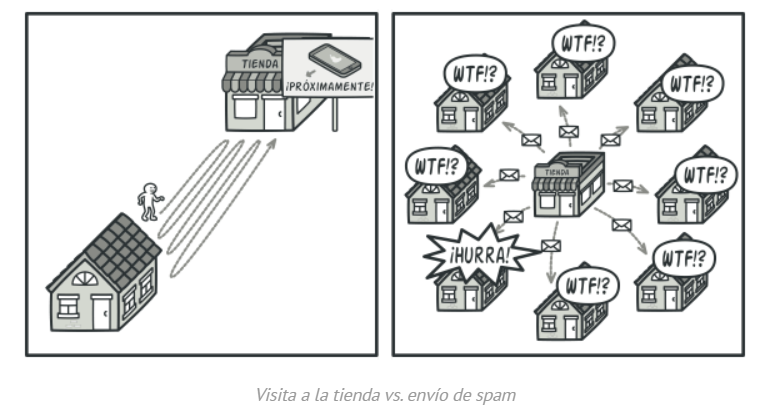 TIENDA
¡PRÓXIMAMENTE!
WTF!?
WTF!?
WTF!?
WTF!?
TIENDA
WTF!?
¡HURRA!
WTF!?
WTF!?
Visita a la tienda vs. envío de spam